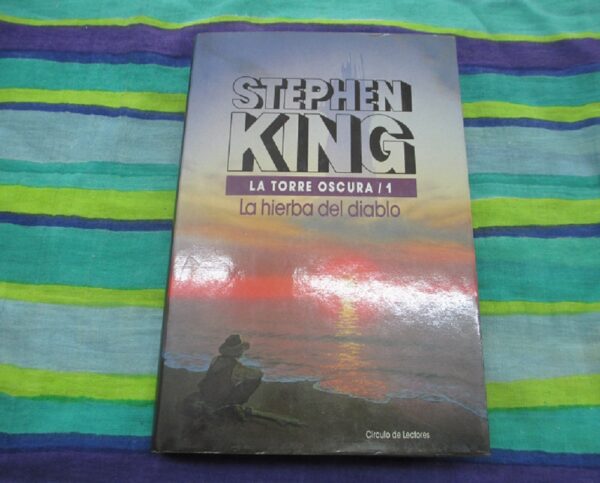 STEPHEN
KING
LA TORRE OSCURA / 1
La hierba del diablo
Círculo de Lectores